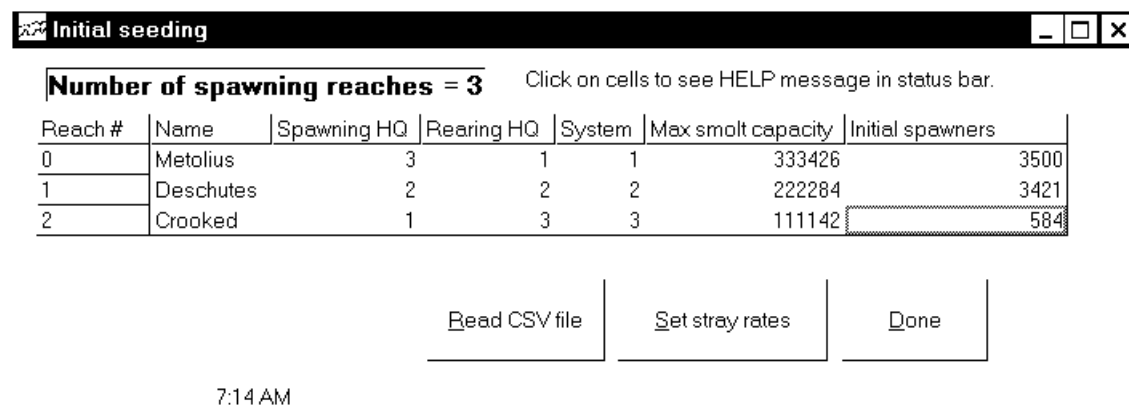 Initial seeding
Number of spawning reaches = 3
Click on cells to see HELP message in status bar.
Reach # Name Spawning HQ Rearing HQ System Max smolt capacity Initial spawners
0 Metolius 3 1 1 333426 3500
1 Deschutes 2 2 2 222284 3421
2 Crooked 1 3 3 111142 584
Read CSV file Set stray rates Done
7:14 AM